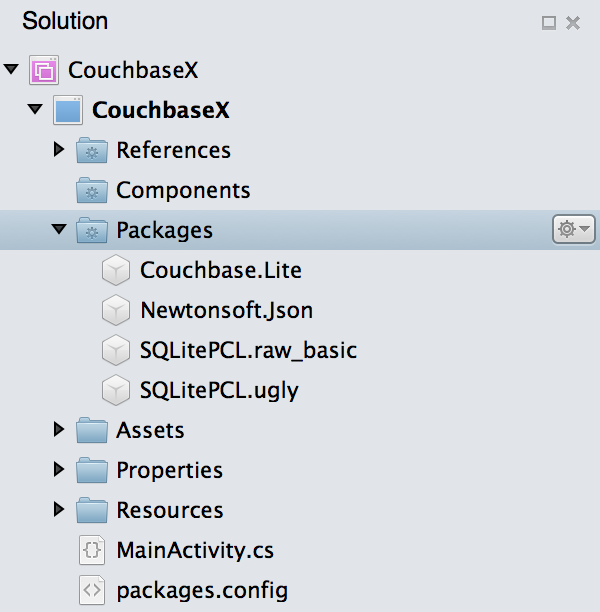 Solution
CouchbaseX
CouchbaseX
References
Components
Packages
Couchbase.Lite
Newtonsoft.Json
SQLitePCL.raw_basic
SQLitePCL.ugly
Assets
Properties
Resources
MainActivity.cs
packages.config